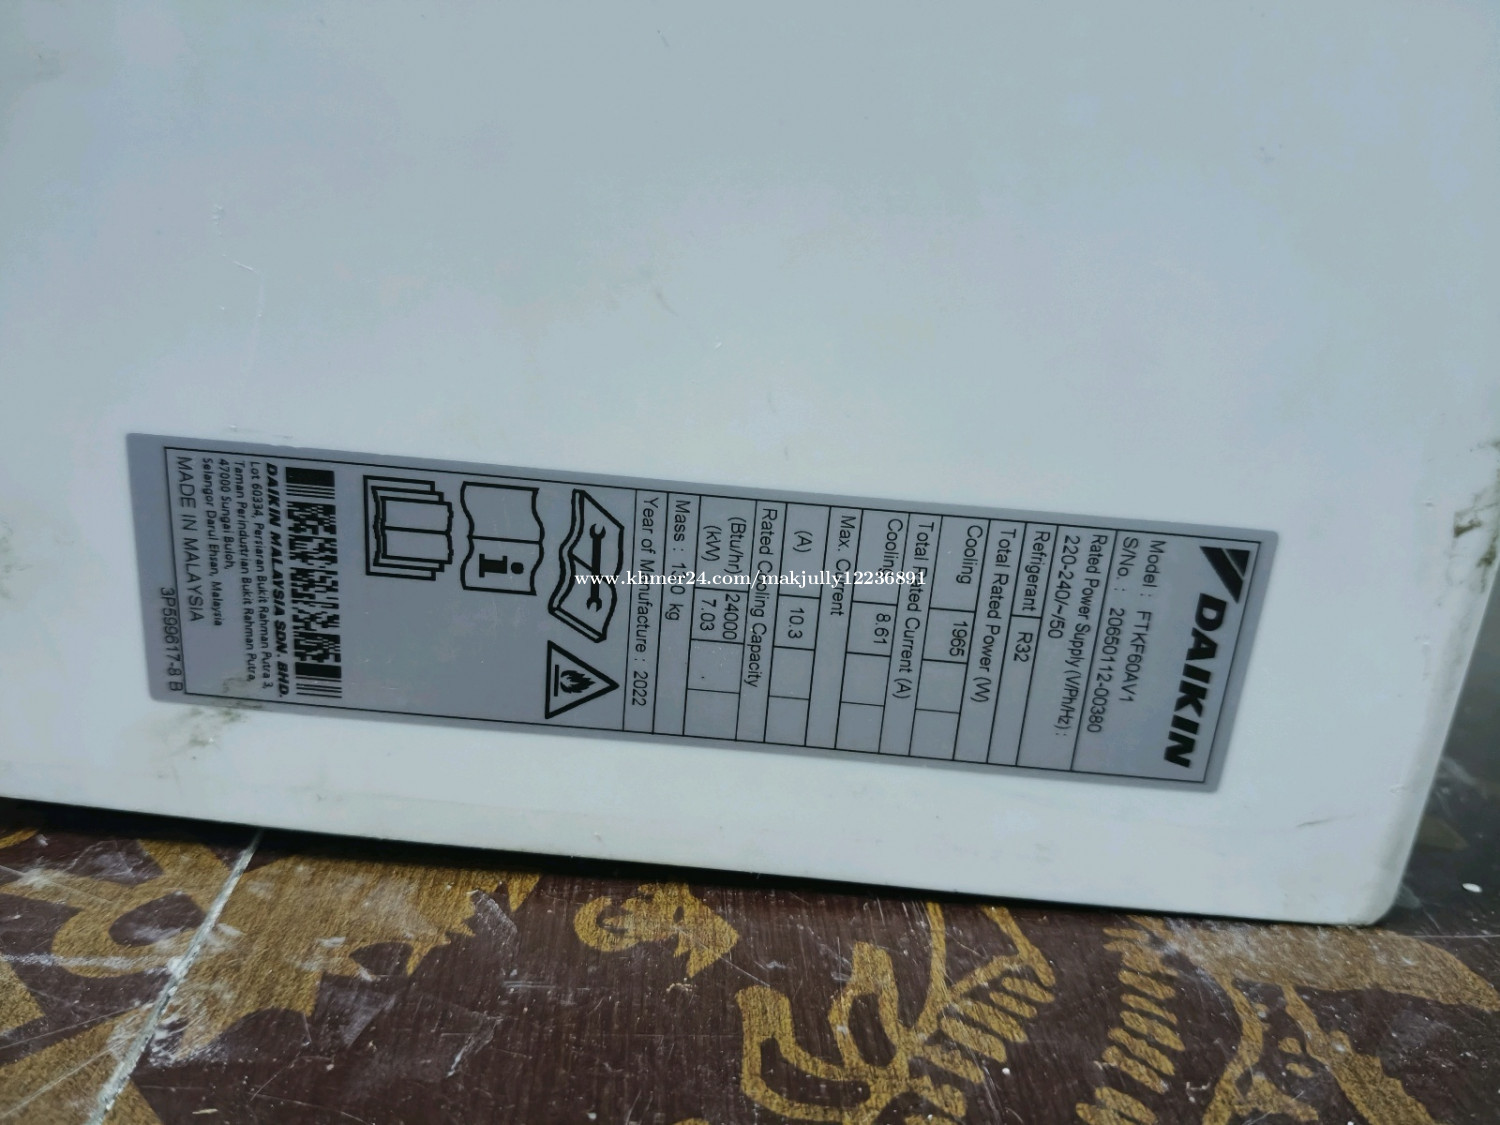 DAIKIN
Model : FTKF60AV1
S/No. : 20650112-00380
Rated Power Supply (V/Ph/Hz) :
220-240/~/50
Refrigerant R32
Total Rated Power (W)
Cooling 1965
Total Rated Current (A)
Cooling 8.61
Max. Current
(A) 10.3
Rated Cooling Capacity
(Btu/hr) 24000
(kW) 7.03
Mass : kg
Year of Manufacture : 2022
DAIKIN MALAYSIA SDN. BHD.
Lot 60334, Persiaran Bukit Rahman Putra 3,
Taman Perindustrian Bukit Rahman Putra,
47000 Sungai Buloh,
Selangor Darul Ehsan, Malaysia
MADE IN MALAYSIA
3P599617-8 B
www.khmer24.com/makjully12236891